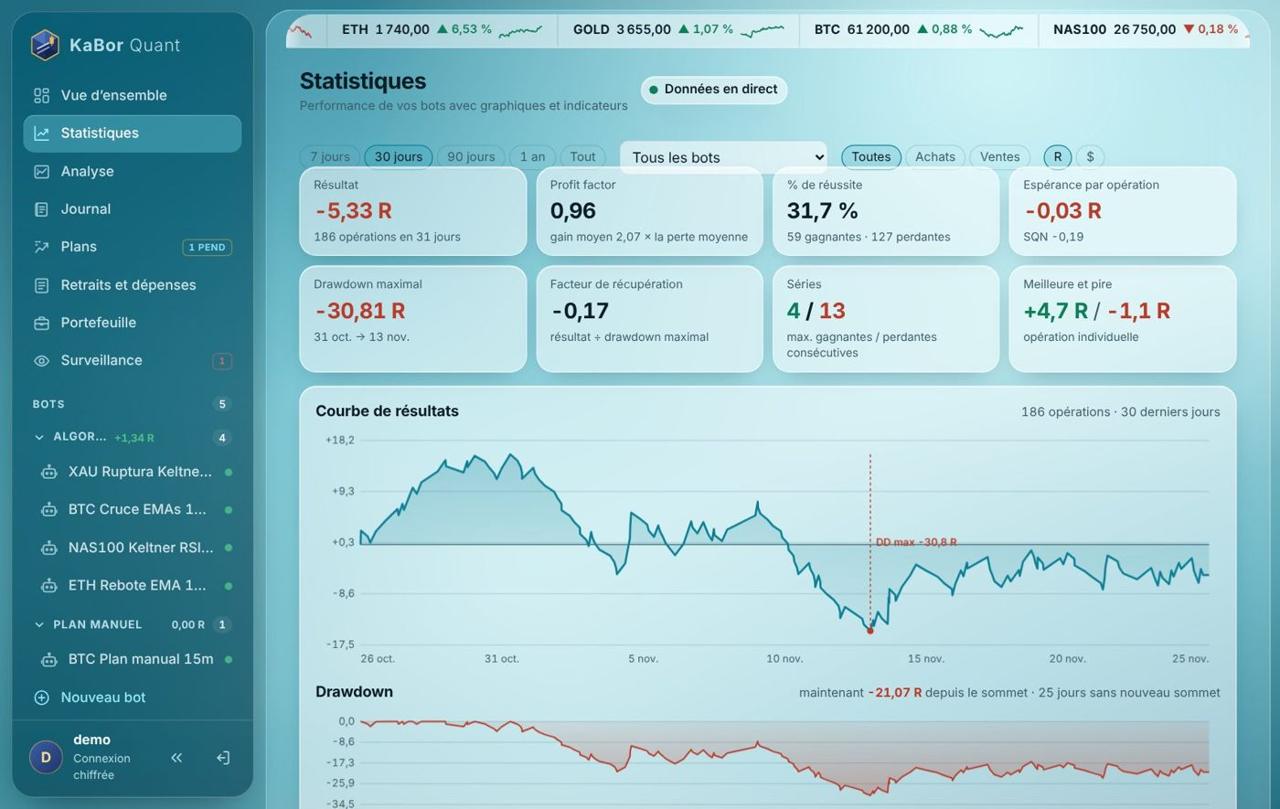 KaBor Quant
Vue d'ensemble
Statistiques
Analyse
Journal
Plans 1 PEND
Retraits et dépenses
Portefeuille
Surveillance 1
BOTS 5
ALGOR... +1,34 R 4
XAU Ruptura Keltne...
BTC Cruce EMAs 1...
NAS100 Keltner RSI...
ETH Rebote EMA 1...
PLAN MANUEL 0,00 R 1
BTC Plan manual 15m
Nouveau bot
D demo
Connexion
chiffrée
ETH 1 740,00 ▲ 6,53 % GOLD 3 655,00 ▲ 1,07 % BTC 61 200,00 ▲ 0,88 % NAS100 26 750,00 ▼ 0,18 %
Statistiques
Performance de vos bots avec graphiques et indicateurs
Données en direct
7 jours 30 jours 90 jours 1 an Tout Tous les bots Toutes Achats Ventes R $
Résultat
-5,33 R
186 opérations en 31 jours
Profit factor
0,96
gain moyen 2,07 × la perte moyenne
% de réussite
31,7 %
59 gagnantes · 127 perdantes
Espérance par opération
-0,03 R
SQN -0,19
Drawdown maximal
-30,81 R
31 oct. → 13 nov.
Facteur de récupération
-0,17
résultat ÷ drawdown maximal
Séries
4 / 13
max. gagnantes / perdantes
consécutives
Meilleure et pire
+4,7 R / -1,1 R
opération individuelle
Courbe de résultats 186 opérations · 30 derniers jours
+18,2
+9,3
+0,3
DD max -30,8 R
-8,6
-17,5
26 oct. 31 oct. 5 nov. 10 nov. 15 nov. 20 nov. 25 nov.
Drawdown maintenant -21,07 R depuis le sommet · 25 jours sans nouveau sommet
0,0
-8,6
-17,3
-25,9
-34,5